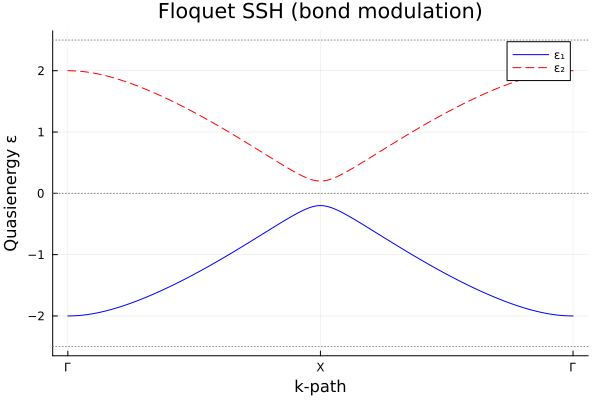 Floquet SSH (bond modulation)
ε₁
ε₂
2
1
0
−1
−2
Quasienergy ε
Γ
X
Γ
k-path